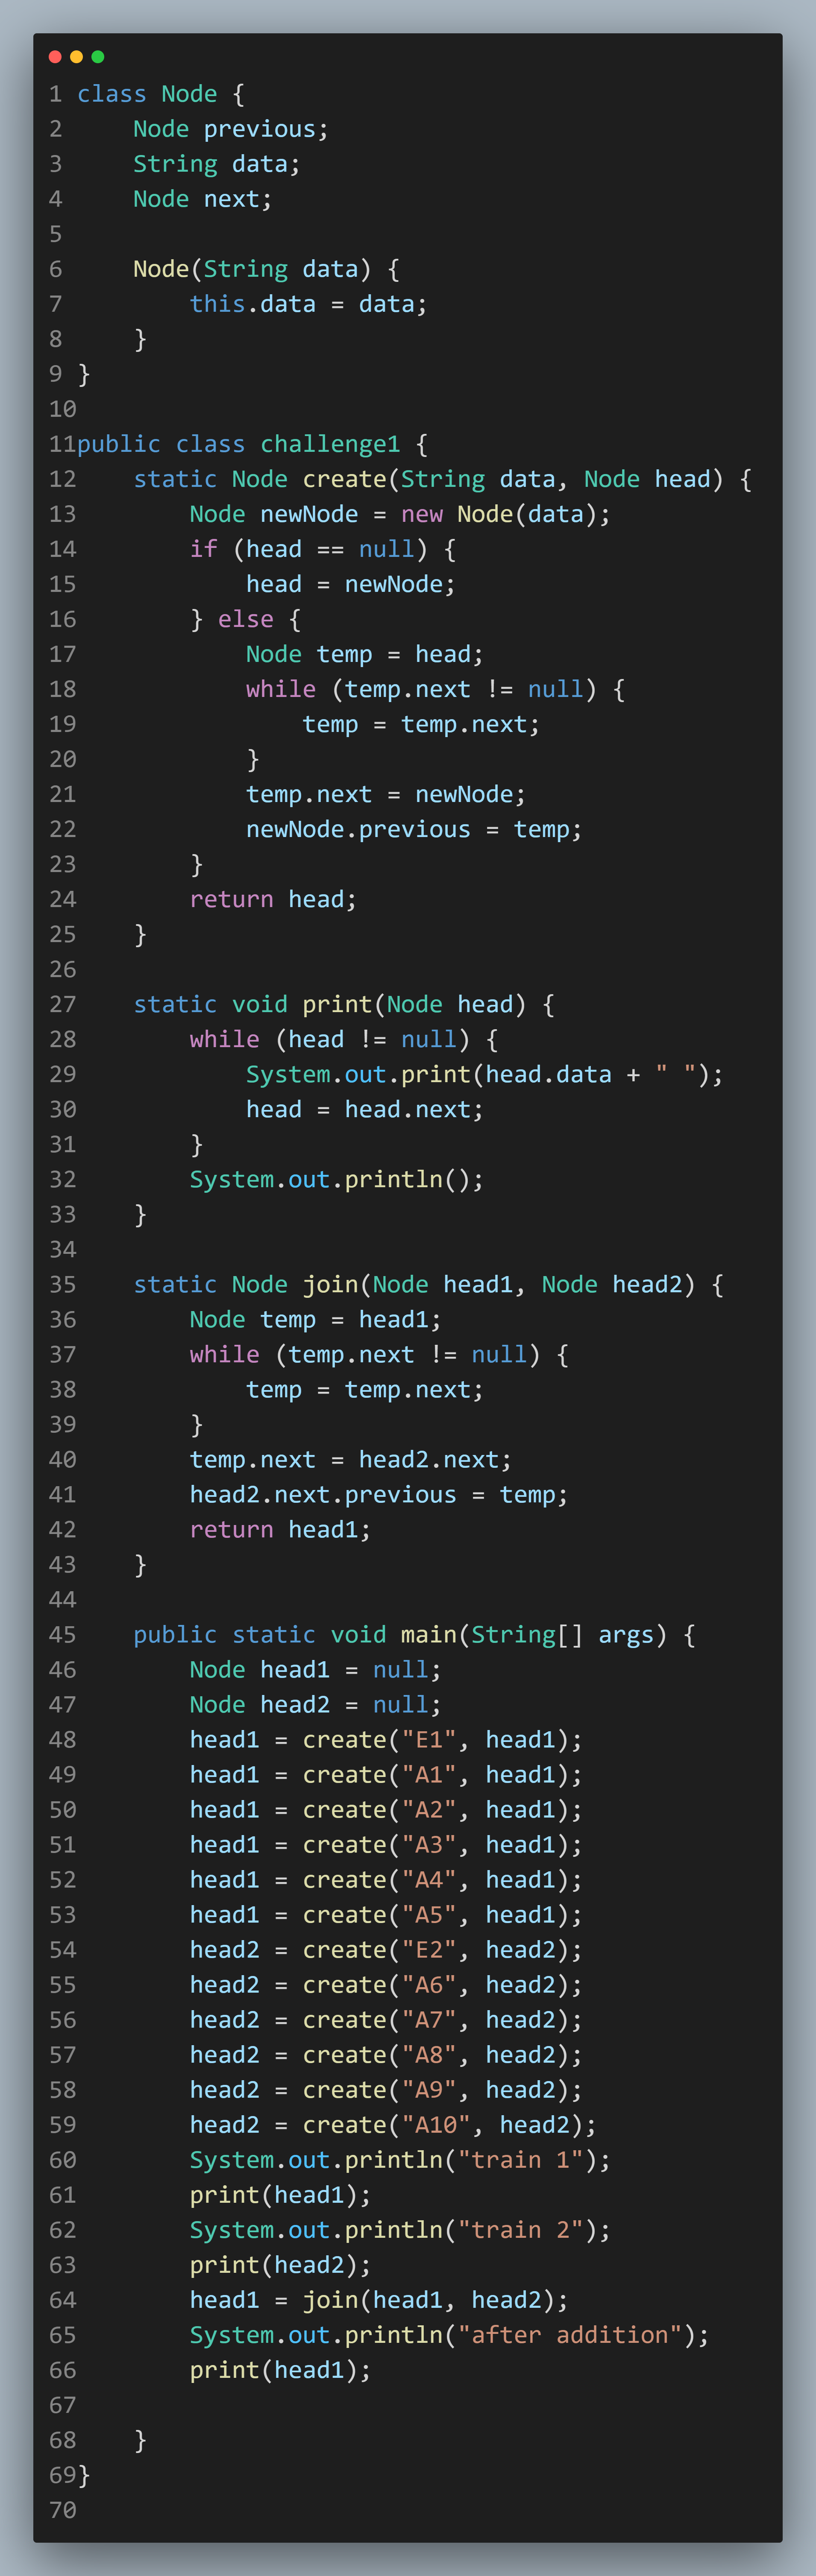 1 class Node {
2     Node previous;
3     String data;
4     Node next;
5
6     Node(String data) {
7         this.data = data;
8     }
9 }
10
11public class challenge1 {
12    static Node create(String data, Node head) {
13        Node newNode = new Node(data);
14        if (head == null) {
15            head = newNode;
16        } else {
17            Node temp = head;
18            while (temp.next != null) {
19                temp = temp.next;
20            }
21            temp.next = newNode;
22            newNode.previous = temp;
23        }
24        return head;
25    }
26
27    static void print(Node head) {
28        while (head != null) {
29            System.out.print(head.data + " ");
30            head = head.next;
31        }
32        System.out.println();
33    }
34
35    static Node join(Node head1, Node head2) {
36        Node temp = head1;
37        while (temp.next != null) {
38            temp = temp.next;
39        }
40        temp.next = head2.next;
41        head2.next.previous = temp;
42        return head1;
43    }
44
45    public static void main(String[] args) {
46        Node head1 = null;
47        Node head2 = null;
48        head1 = create("E1", head1);
49        head1 = create("A1", head1);
50        head1 = create("A2", head1);
51        head1 = create("A3", head1);
52        head1 = create("A4", head1);
53        head1 = create("A5", head1);
54        head2 = create("E2", head2);
55        head2 = create("A6", head2);
56        head2 = create("A7", head2);
57        head2 = create("A8", head2);
58        head2 = create("A9", head2);
59        head2 = create("A10", head2);
60        System.out.println("train 1");
61        print(head1);
62        System.out.println("train 2");
63        print(head2);
64        head1 = join(head1, head2);
65        System.out.println("after addition");
66        print(head1);
67
68    }
69}
70